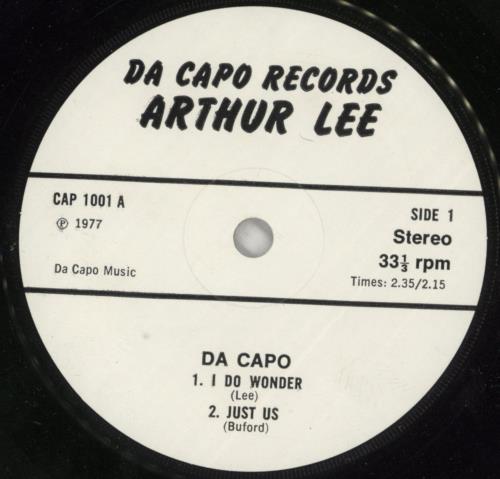 DA CAPO RECORDS
ARTHUR LEE
CAP 1001 A
℗ 1977
Da Capo Music
SIDE 1
Stereo
33⅓ rpm
Times: 2.35/2.15
DA CAPO
1. I DO WONDER
(Lee)
2. JUST US
(Buford)